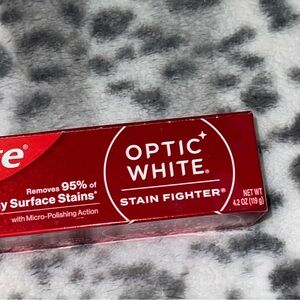 te
OPTIC
WHITE®
STAIN FIGHTER®
Removes 95% of
y Surface Stains*
with Micro-Polishing Action
NET WT
4.2 OZ (119 g)